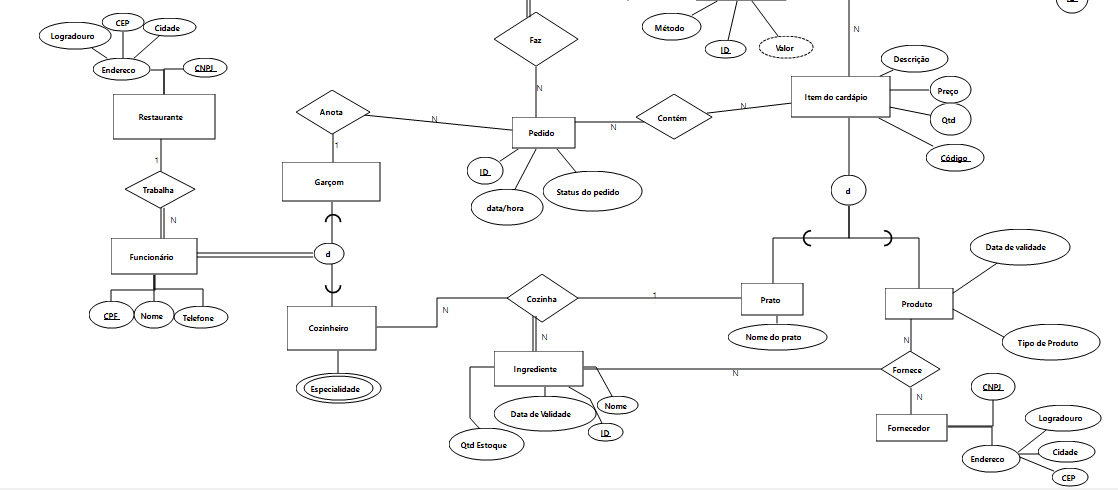 CEP
Logradouro
Cidade
Endereco
CNPJ
Restaurante
1
Trabalha
N
Funcionário
CPF
Nome
Telefone
Faz
N
Anota
N
1
Garçom
d
Cozinheiro
Especialidade
Pedido
ID
data/hora
Status do pedido
N
Contém
N
Método
ID
Valor
N
Item do cardápio
Descrição
Preço
Qtd
Código
d
N
Cozinha
1
N
Prato
Nome do prato
Produto
Data de validade
Tipo de Produto
N
Ingrediente
N
Fornece
Qtd Estoque
Data de Validade
Nome
ID
N
Fornecedor
CNPJ
Endereco
Logradouro
Cidade
CEP